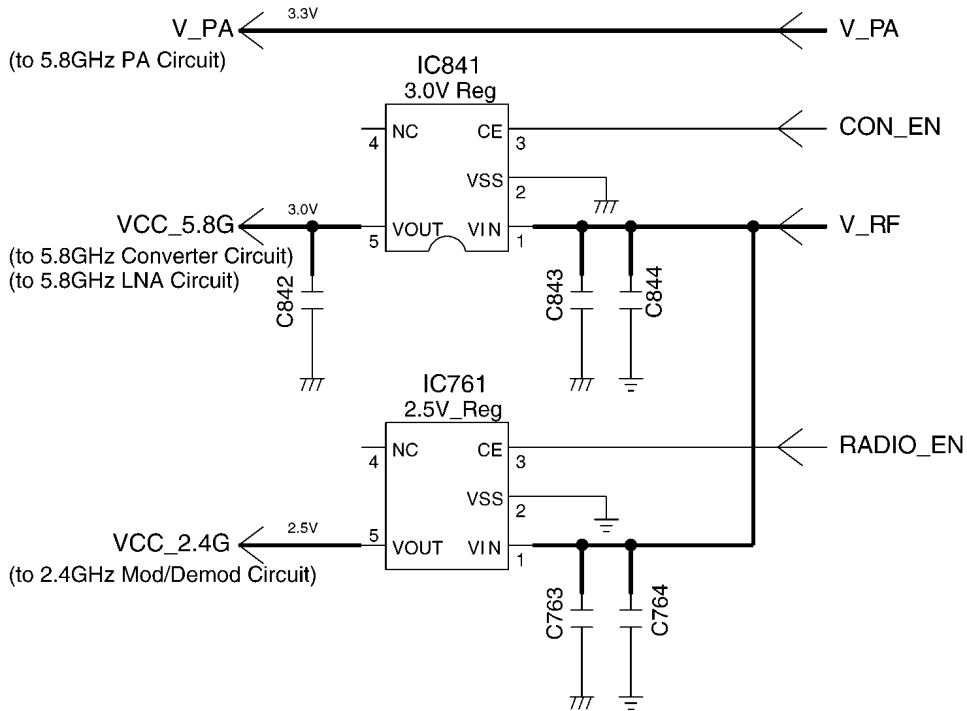 3.3V
V_PA
V_PA
(to 5.8GHz PA Circuit)
IC841
3.0V Reg
NC
CE
CON_EN
4
3
VSS
2
3.0V
VCC_5.8G
VOUT
VIN
V_RF
5
1
(to 5.8GHz Converter Circuit)
(to 5.8GHz LNA Circuit)
C842
C843
C844
IC761
2.5V_Reg
NC
CE
RADIO_EN
4
3
VSS
2
2.5V
5
VCC_2.4G
VOUT
VIN
1
(to 2.4GHz Mod/Demod Circuit)
C763
C764